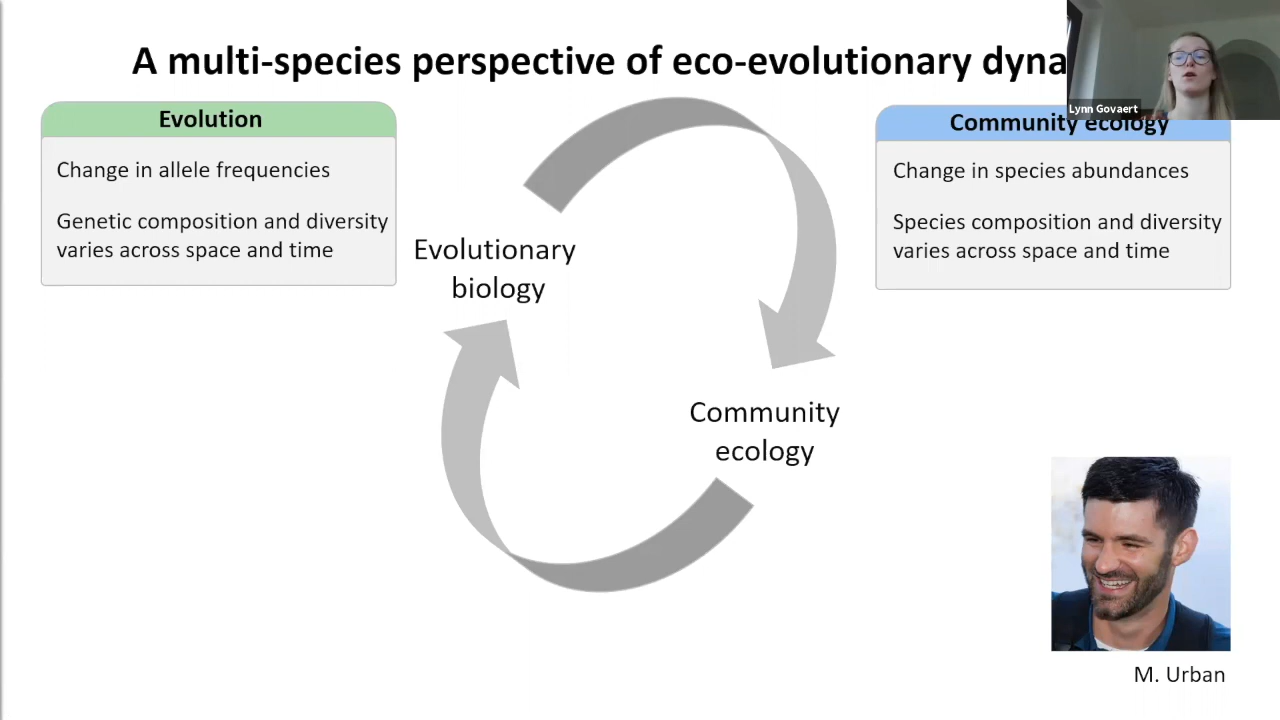 A multi-species perspective of eco-evolutionary dyna
Lynn Govaert
Evolution
Change in allele frequencies
Genetic composition and diversity
varies across space and time
Community ecology
Change in species abundances
Species composition and diversity
varies across space and time
Evolutionary
biology
Community
ecology
M. Urban